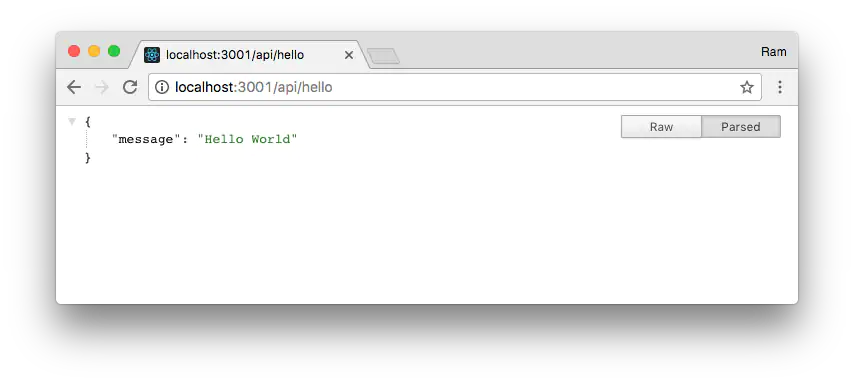 localhost:3001/api/hello
Ram
localhost:3001/api/hello
{
Raw
Parsed
"message": "Hello World"
}